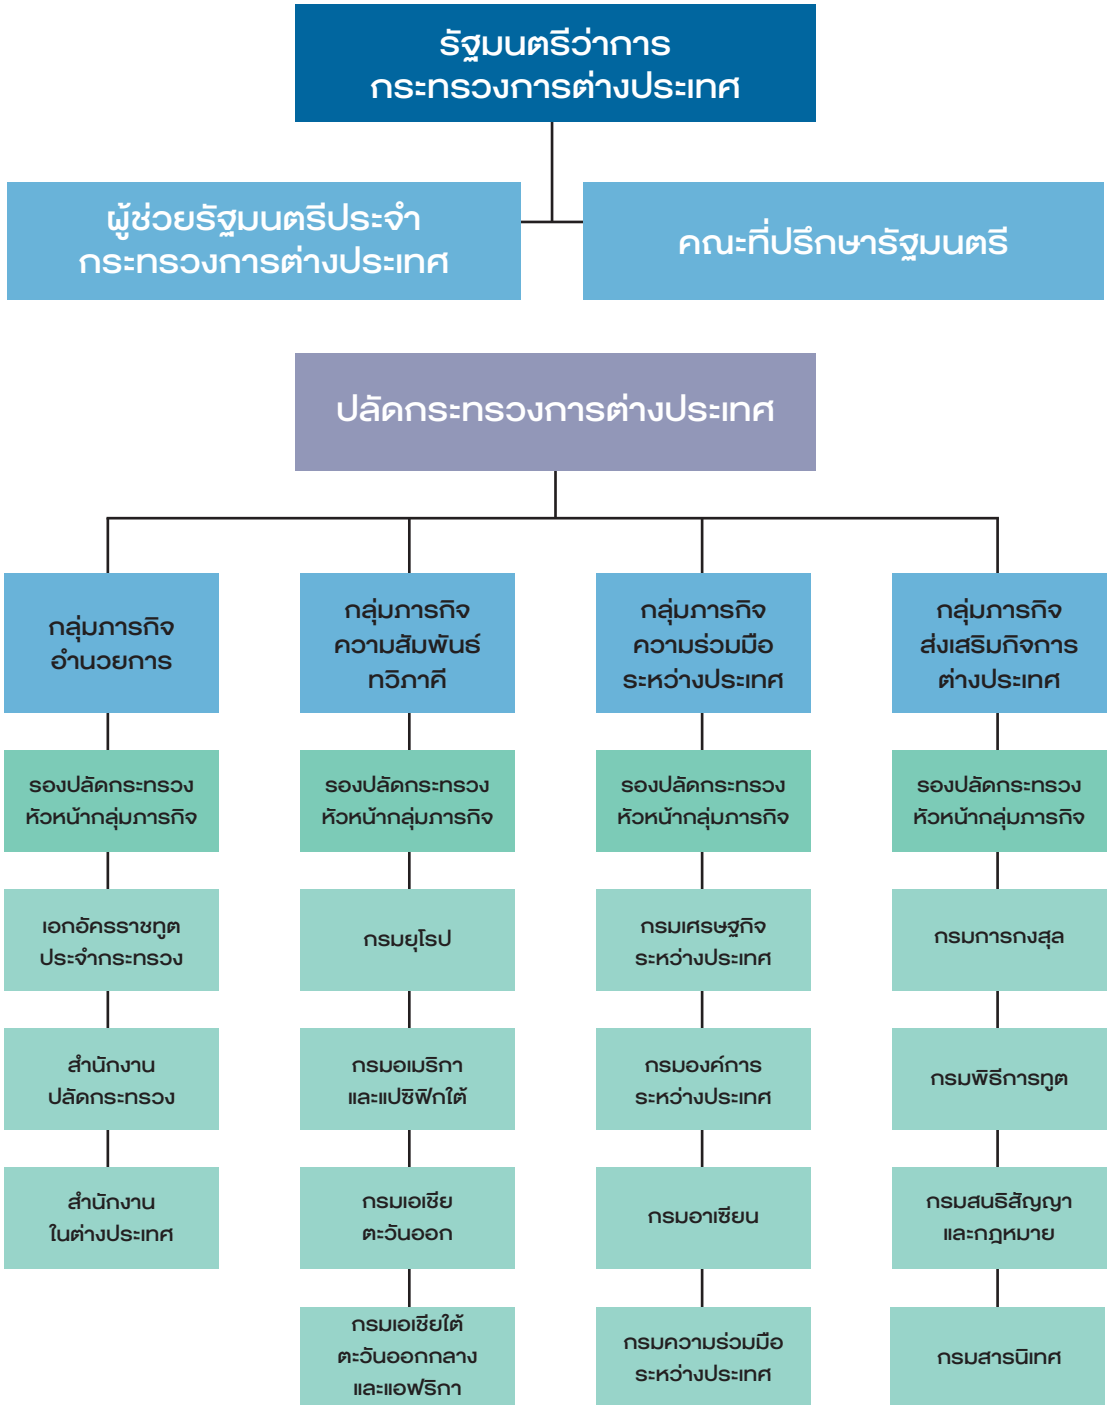 รัฐมนตรีว่าการ
กระทรวงการต่างประเทศ
ผู้ช่วยรัฐมนตรีประจำ
กระทรวงการต่างประเทศ
คณะที่ปรึกษารัฐมนตรี
ปลัดกระทรวงการต่างประเทศ
กลุ่มภารกิจ
อำนวยการ
รองปลัดกระทรวง
หัวหน้ากลุ่มภารกิจ
เอกอัครราชทูต
ประจำกระทรวง
สำนักงาน
ปลัดกระทรวง
สำนักงาน
ในต่างประเทศ
กลุ่มภารกิจ
ความสัมพันธ์
ทวิภาคี
รองปลัดกระทรวง
หัวหน้ากลุ่มภารกิจ
กรมยุโรป
กรมอเมริกา
และแปซิฟิกใต้
กรมเอเชีย
ตะวันออก
กรมเอเชียใต้
ตะวันออกกลาง
และแอฟริกา
กลุ่มภารกิจ
ความร่วมมือ
ระหว่างประเทศ
รองปลัดกระทรวง
หัวหน้ากลุ่มภารกิจ
กรมเศรษฐกิจ
ระหว่างประเทศ
กรมองค์การ
ระหว่างประเทศ
กรมอาเซียน
กรมความร่วมมือ
ระหว่างประเทศ
กลุ่มภารกิจ
ส่งเสริมกิจการ
ต่างประเทศ
รองปลัดกระทรวง
หัวหน้ากลุ่มภารกิจ
กรมการกงสุล
กรมพิธีการทูต
กรมสนธิสัญญา
และกฎหมาย
กรมสารนิเทศ